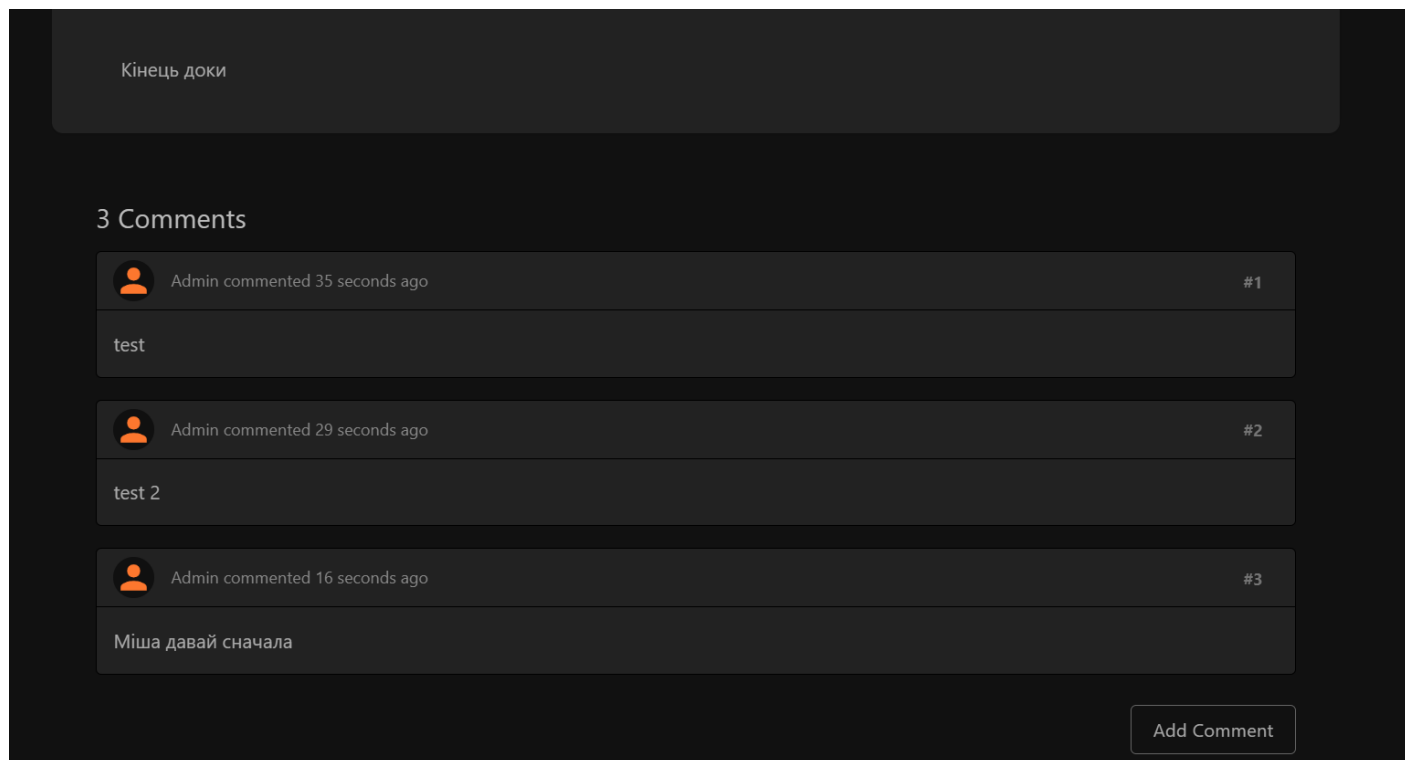 Кінець доки
3 Comments
Admin commented 35 seconds ago #1
test
Admin commented 29 seconds ago #2
test 2
Admin commented 16 seconds ago #3
Міша давай сначала
Add Comment